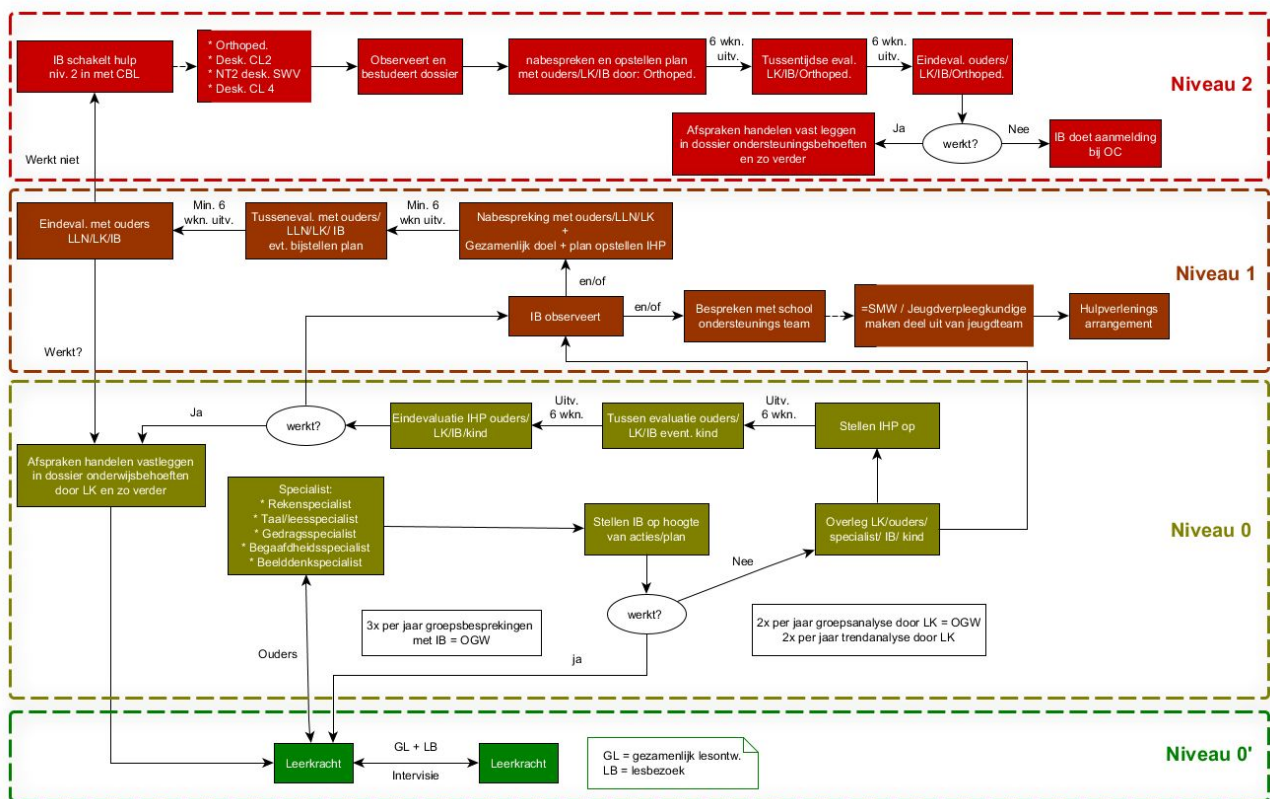 IB schakelt hulp
niv. 2 in met CBL
* Orthoped.
* Desk. CL2
* NT2 desk. SWV
* Desk. CL 4
Observeert en
bestudeert dossier
nabespreken en opstellen plan
met ouders/LK/IB door: Orthoped.
6 wkn.
uitv.
Tussentijdse eval.
LK/IB/Orthoped.
6 wkn.
uitv.
Eindeval. ouders/
LK/IB/Orthoped.
Niveau 2
Afspraken handelen vast leggen
in dossier ondersteuningsbehoeften
en zo verder
Ja
werkt?
Nee
IB doet aanmelding
bij OC
Werkt niet
Eindeval. met ouders
LLN/LK/IB
Min. 6
wkn. uitv.
Tusseneval. met ouders/
LLN/LK/ IB
evt. bijstellen plan
Min. 6
wkn. uitv.
Nabespreking met ouders/LLN/LK
+
Gezamenlijk doel + plan opstellen IHP
Niveau 1
en/of
IB observeert
en/of
Bespreken met school
ondersteunings team
=SMW / Jeugdverpleegkundige
maken deel uit van jeugdteam
Hulpverlenings
arrangement
Werkt?
Ja
werkt?
Eindevaluatie IHP ouders/
LK/IB/kind
Uitv.
6 wkn.
Tussen evaluatie ouders/
LK/IB event. kind
Uitv.
6 wkn.
Stellen IHP op
Afspraken handelen vastleggen
in dossier onderwijsbehoeften
door LK en zo verder
Specialist:
* Rekenspecialist
* Taal/leesspecialist
* Gedragsspecialist
* Begaafdheidsspecialist
* Beelddenkspecialist
Stellen IB op hoogte
van acties/plan
Overleg LK/ouders/
specialist/ IB/ kind
Niveau 0
Nee
werkt?
3x per jaar groepsbesprekingen
met IB = OGW
2x per jaar groepsanalyse door LK = OGW
2x per jaar trendanalyse door LK
Ouders
ja
Leerkracht
GL + LB
Intervisie
Leerkracht
GL = gezamenlijk lesontw.
LB = lesbezoek
Niveau 0'